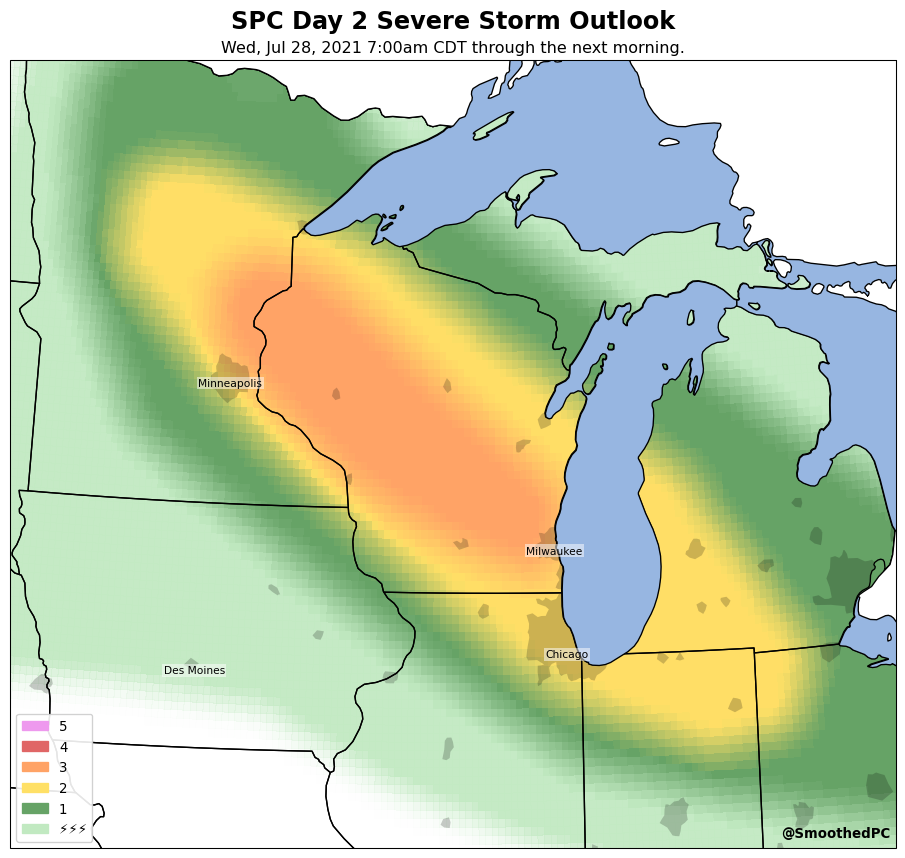 SPC Day 2 Severe Storm Outlook
Wed, Jul 28, 2021 7:00am CDT through the next morning.
Minneapolis
Milwaukee
Chicago
Des Moines
5
4
3
2
1
⚡⚡⚡
@SmoothedPC